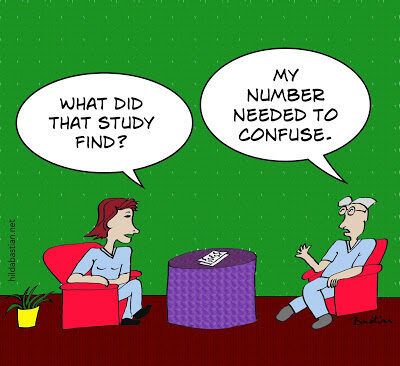 WHAT DID
THAT STUDY
FIND?
MY
NUMBER
NEEDED TO
CONFUSE.
hildabastian.net
Bastian